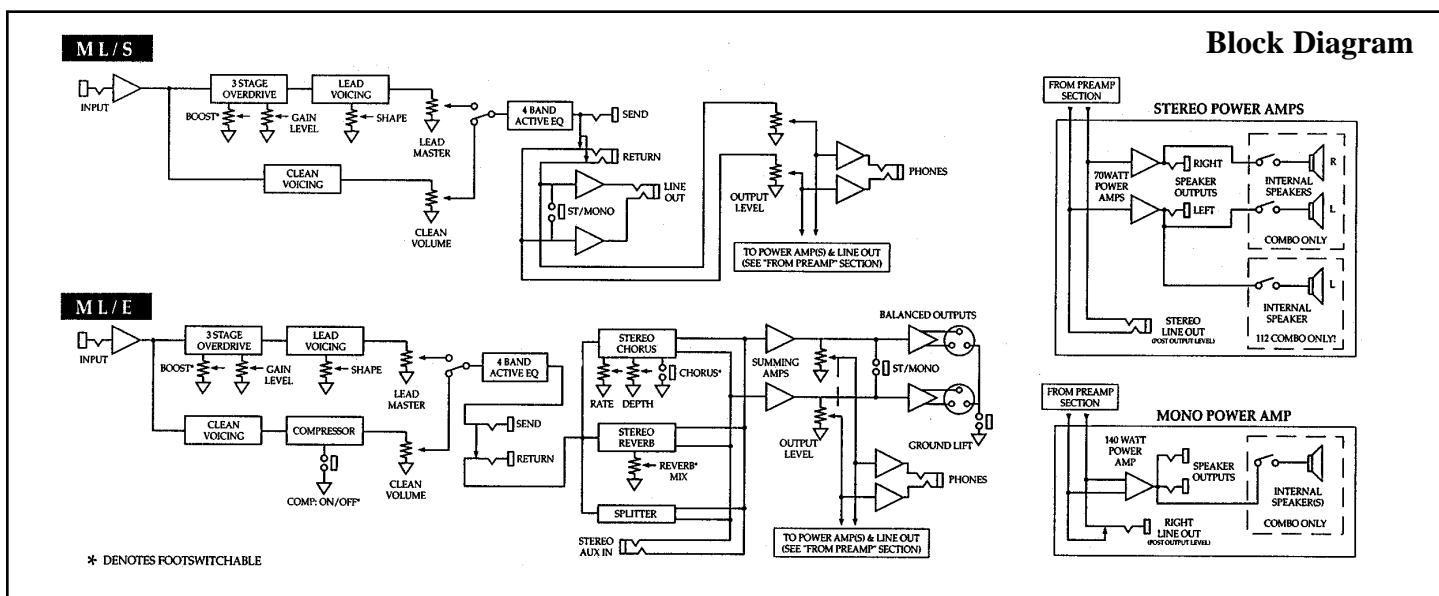 Block Diagram
ML/S
INPUT
3 STAGE
OVERDRIVE
LEAD
VOICING
BOOST*
GAIN
LEVEL
SHAPE
LEAD
MASTER
CLEAN VOICING
CLEAN
VOLUME
4 BAND
ACTIVE EQ
SEND
RETURN
LINE
OUT
ST/MONO
OUTPUT
LEVEL
PHONES
TO POWER AMP(S) & LINE OUT
(SEE "FROM PREAMP" SECTION)
ML/E
INPUT
3 STAGE
OVERDRIVE
LEAD
VOICING
BOOST*
GAIN
LEVEL
SHAPE
LEAD
MASTER
CLEAN
VOICING
COMPRESSOR
COMP: ON/OFF*
CLEAN
VOLUME
4 BAND
ACTIVE EQ
SEND
RETURN
STEREO
CHORUS
CHORUS*
RATE
DEPTH
STEREO
REVERB
REVERB*
MIX
SPLITTER
STEREO
AUX IN
SUMMING
AMPS
OUTPUT
LEVEL
BALANCED OUTPUTS
ST/MONO
GROUND LIFT
PHONES
TO POWER AMP(S) & LINE OUT
(SEE "FROM PREAMP" SECTION)
* DENOTES FOOTSWITCHABLE
FROM PREAMP
SECTION
STEREO POWER AMPS
70WATT
POWER
AMPS
RIGHT
SPEAKER
OUTPUTS
LEFT
R
INTERNAL
SPEAKERS
L
COMBO ONLY
L
INTERNAL
SPEAKER
112 COMBO ONLY!
STEREO
LINE OUT
(POST OUTPUT LEVEL)
FROM PREAMP
SECTION
MONO POWER AMP
140 WATT
POWER
AMP
SPEAKER
OUTPUTS
INTERNAL
SPEAKER(S)
COMBO ONLY
RIGHT
LINE OUT
(POST OUTPUT LEVEL)